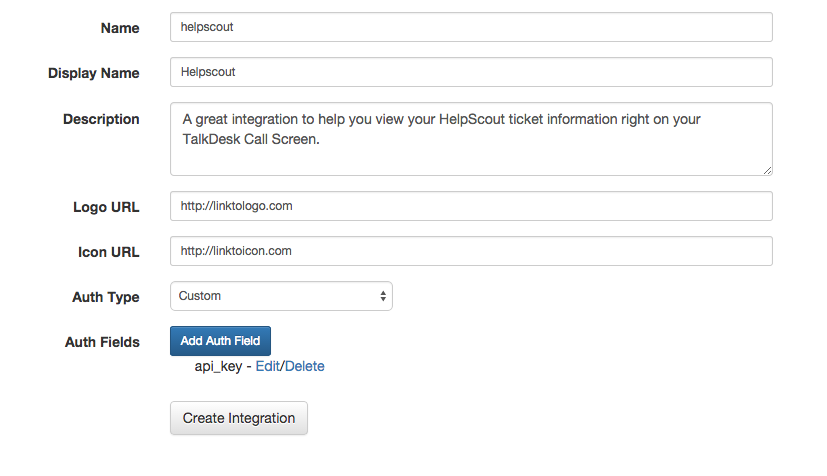 Name helpscout
Display Name Helpscout
Description A great integration to help you view your HelpScout ticket information right on your
TalkDesk Call Screen.
Logo URL http://linktologo.com
Icon URL http://linktoicon.com
Auth Type Custom
Auth Fields Add Auth Field
api_key - Edit/Delete
Create Integration